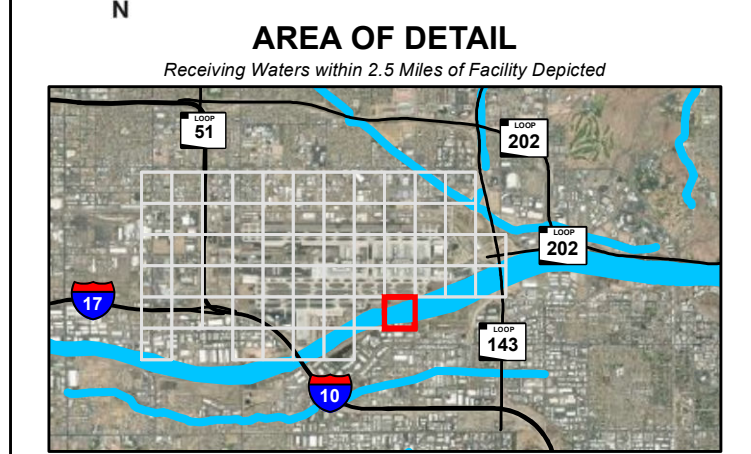 N
AREA OF DETAIL
Receiving Waters within 2.5 Miles of Facility Depicted
LOOP
51
LOOP
202
LOOP
202
17
LOOP
143
10